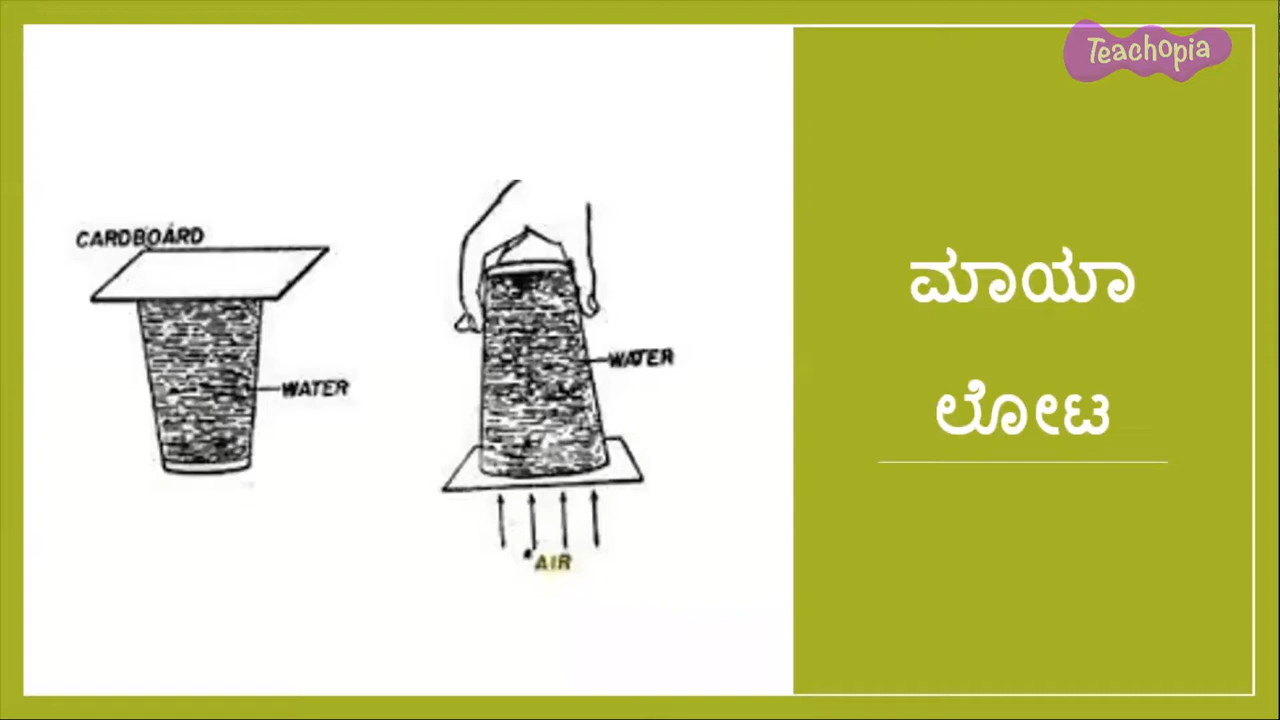 Teachopia
CARDBOARD
WATER
WATER
AIR
ಮಾಯಾ
ಲೋಟ